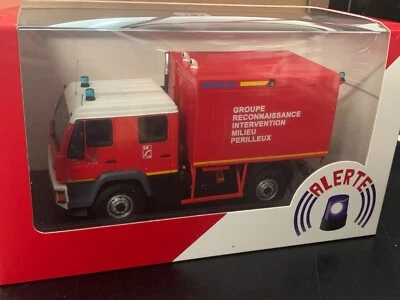 GROUPE
RECONNAISSANCE
INTERVENTION
MILIEU
PERILLEUX
ALERTE